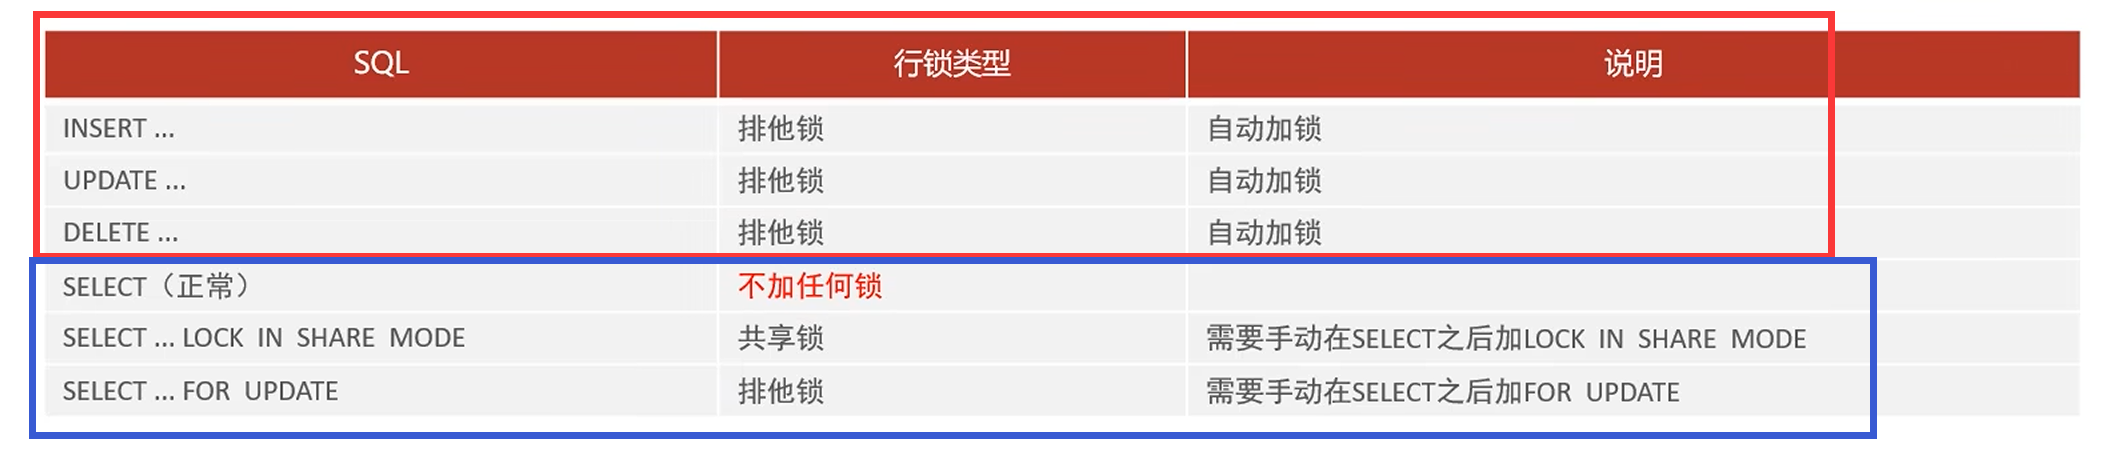 SQL 行锁类型 说明
INSERT ... 排他锁 自动加锁
UPDATE ... 排他锁 自动加锁
DELETE ... 排他锁 自动加锁
SELECT（正常） 不加任何锁
SELECT ... LOCK IN SHARE MODE 共享锁 需要手动在SELECT之后加LOCK IN SHARE MODE
SELECT ... FOR UPDATE 排他锁 需要手动在SELECT之后加FOR UPDATE